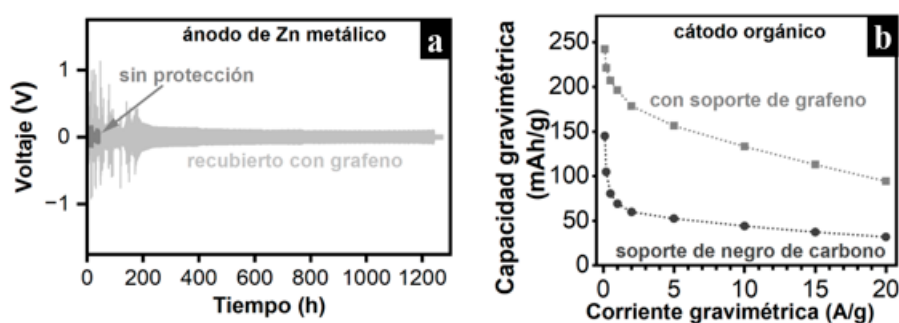 ánodo de Zn metálico
a
sin protección
recubierto con grafeno
Voltaje (V)
1
0
−1
0 200 400 600 800 1000 1200
Tiempo (h)
cátodo orgánico
b
con soporte de grafeno
soporte de negro de carbono
Capacidad gravimétrica
(mAh/g)
250
200
150
100
50
0
0 5 10 15 20
Corriente gravimétrica (A/g)